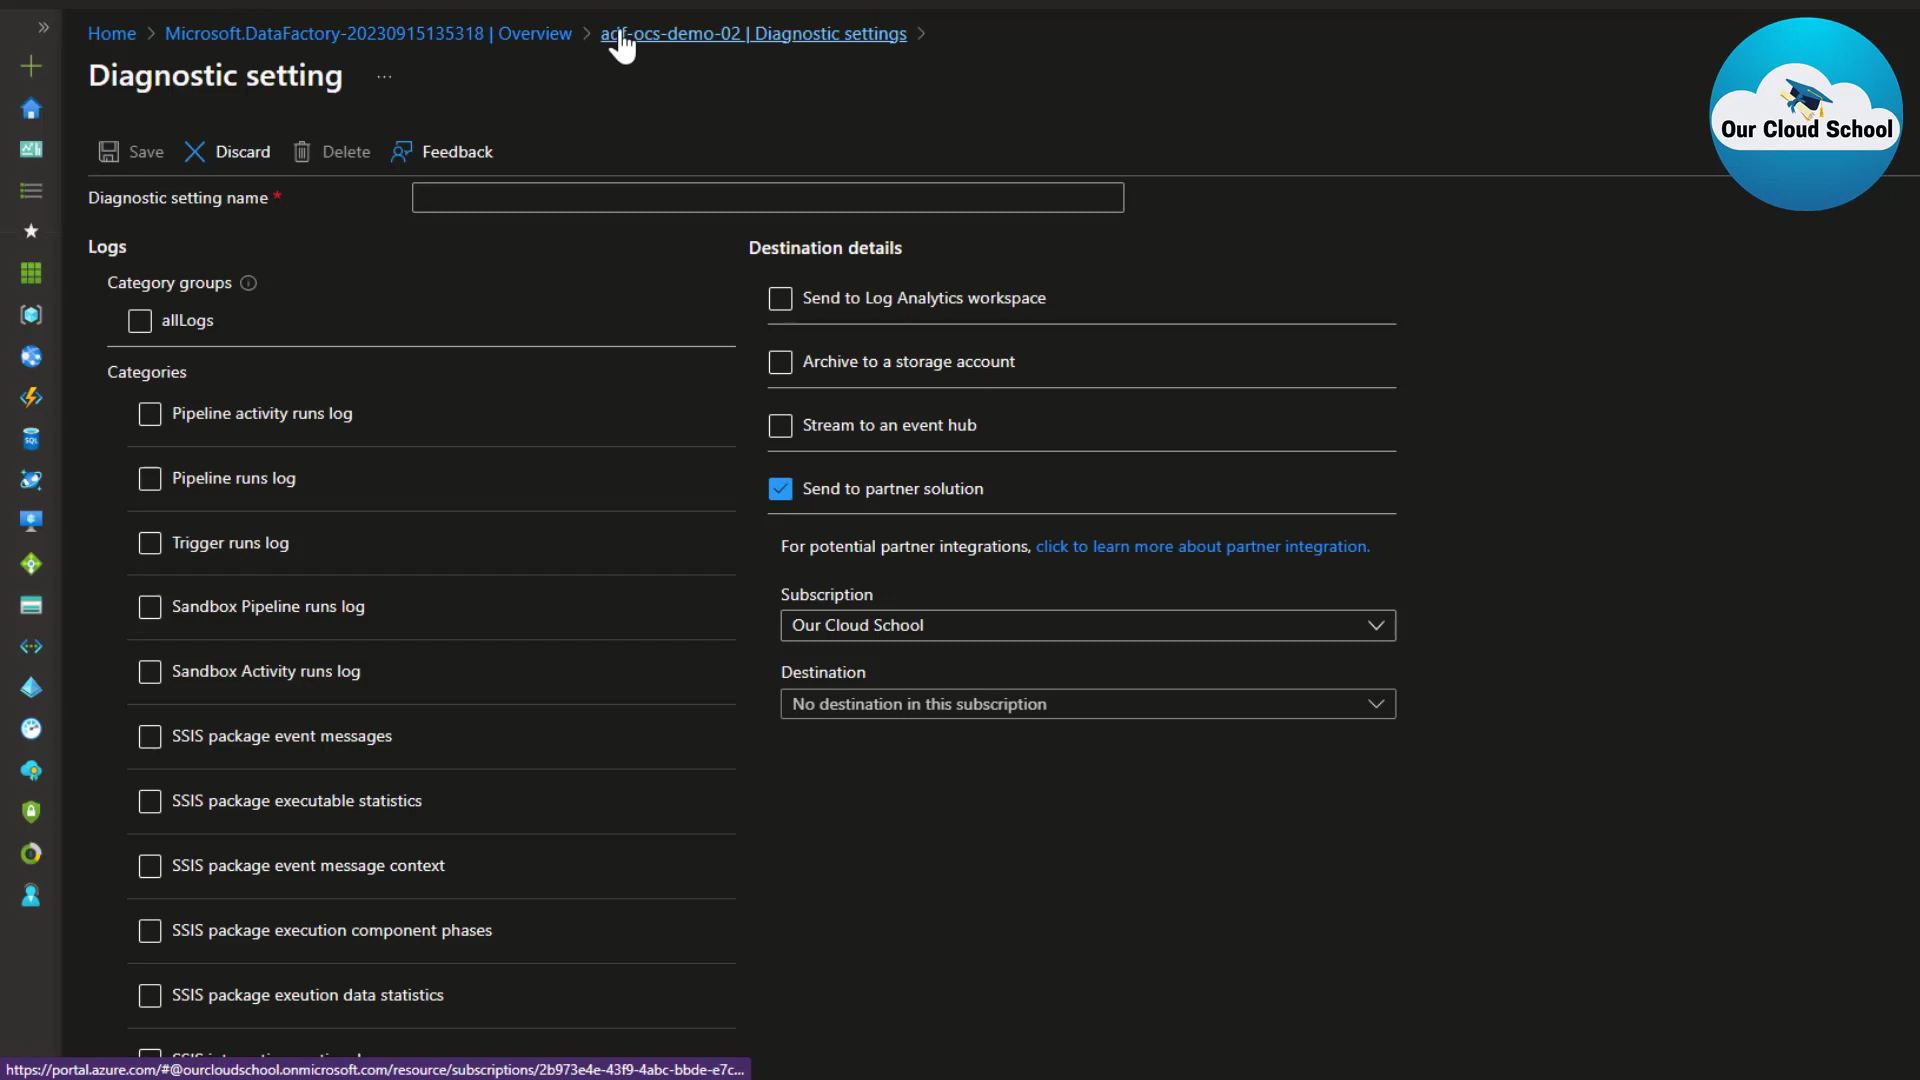 Home > Microsoft.DataFactory-20230915135318 | Overview > adf-ocs-demo-02 | Diagnostic settings >
Diagnostic setting ...
Save Discard Delete Feedback
Our Cloud School
Diagnostic setting name *
Logs
Category groups
allLogs
Categories
Pipeline activity runs log
Pipeline runs log
Trigger runs log
Sandbox Pipeline runs log
Sandbox Activity runs log
SSIS package event messages
SSIS package executable statistics
SSIS package event message context
SSIS package execution component phases
SSIS package exeution data statistics
Destination details
Send to Log Analytics workspace
Archive to a storage account
Stream to an event hub
Send to partner solution
For potential partner integrations, click to learn more about partner integration.
Subscription
Our Cloud School
Destination
No destination in this subscription
https://portal.azure.com/#@ourcloudschool.onmicrosoft.com/resource/subscriptions/2b973e4e-43f9-4abc-bbde-e7c...